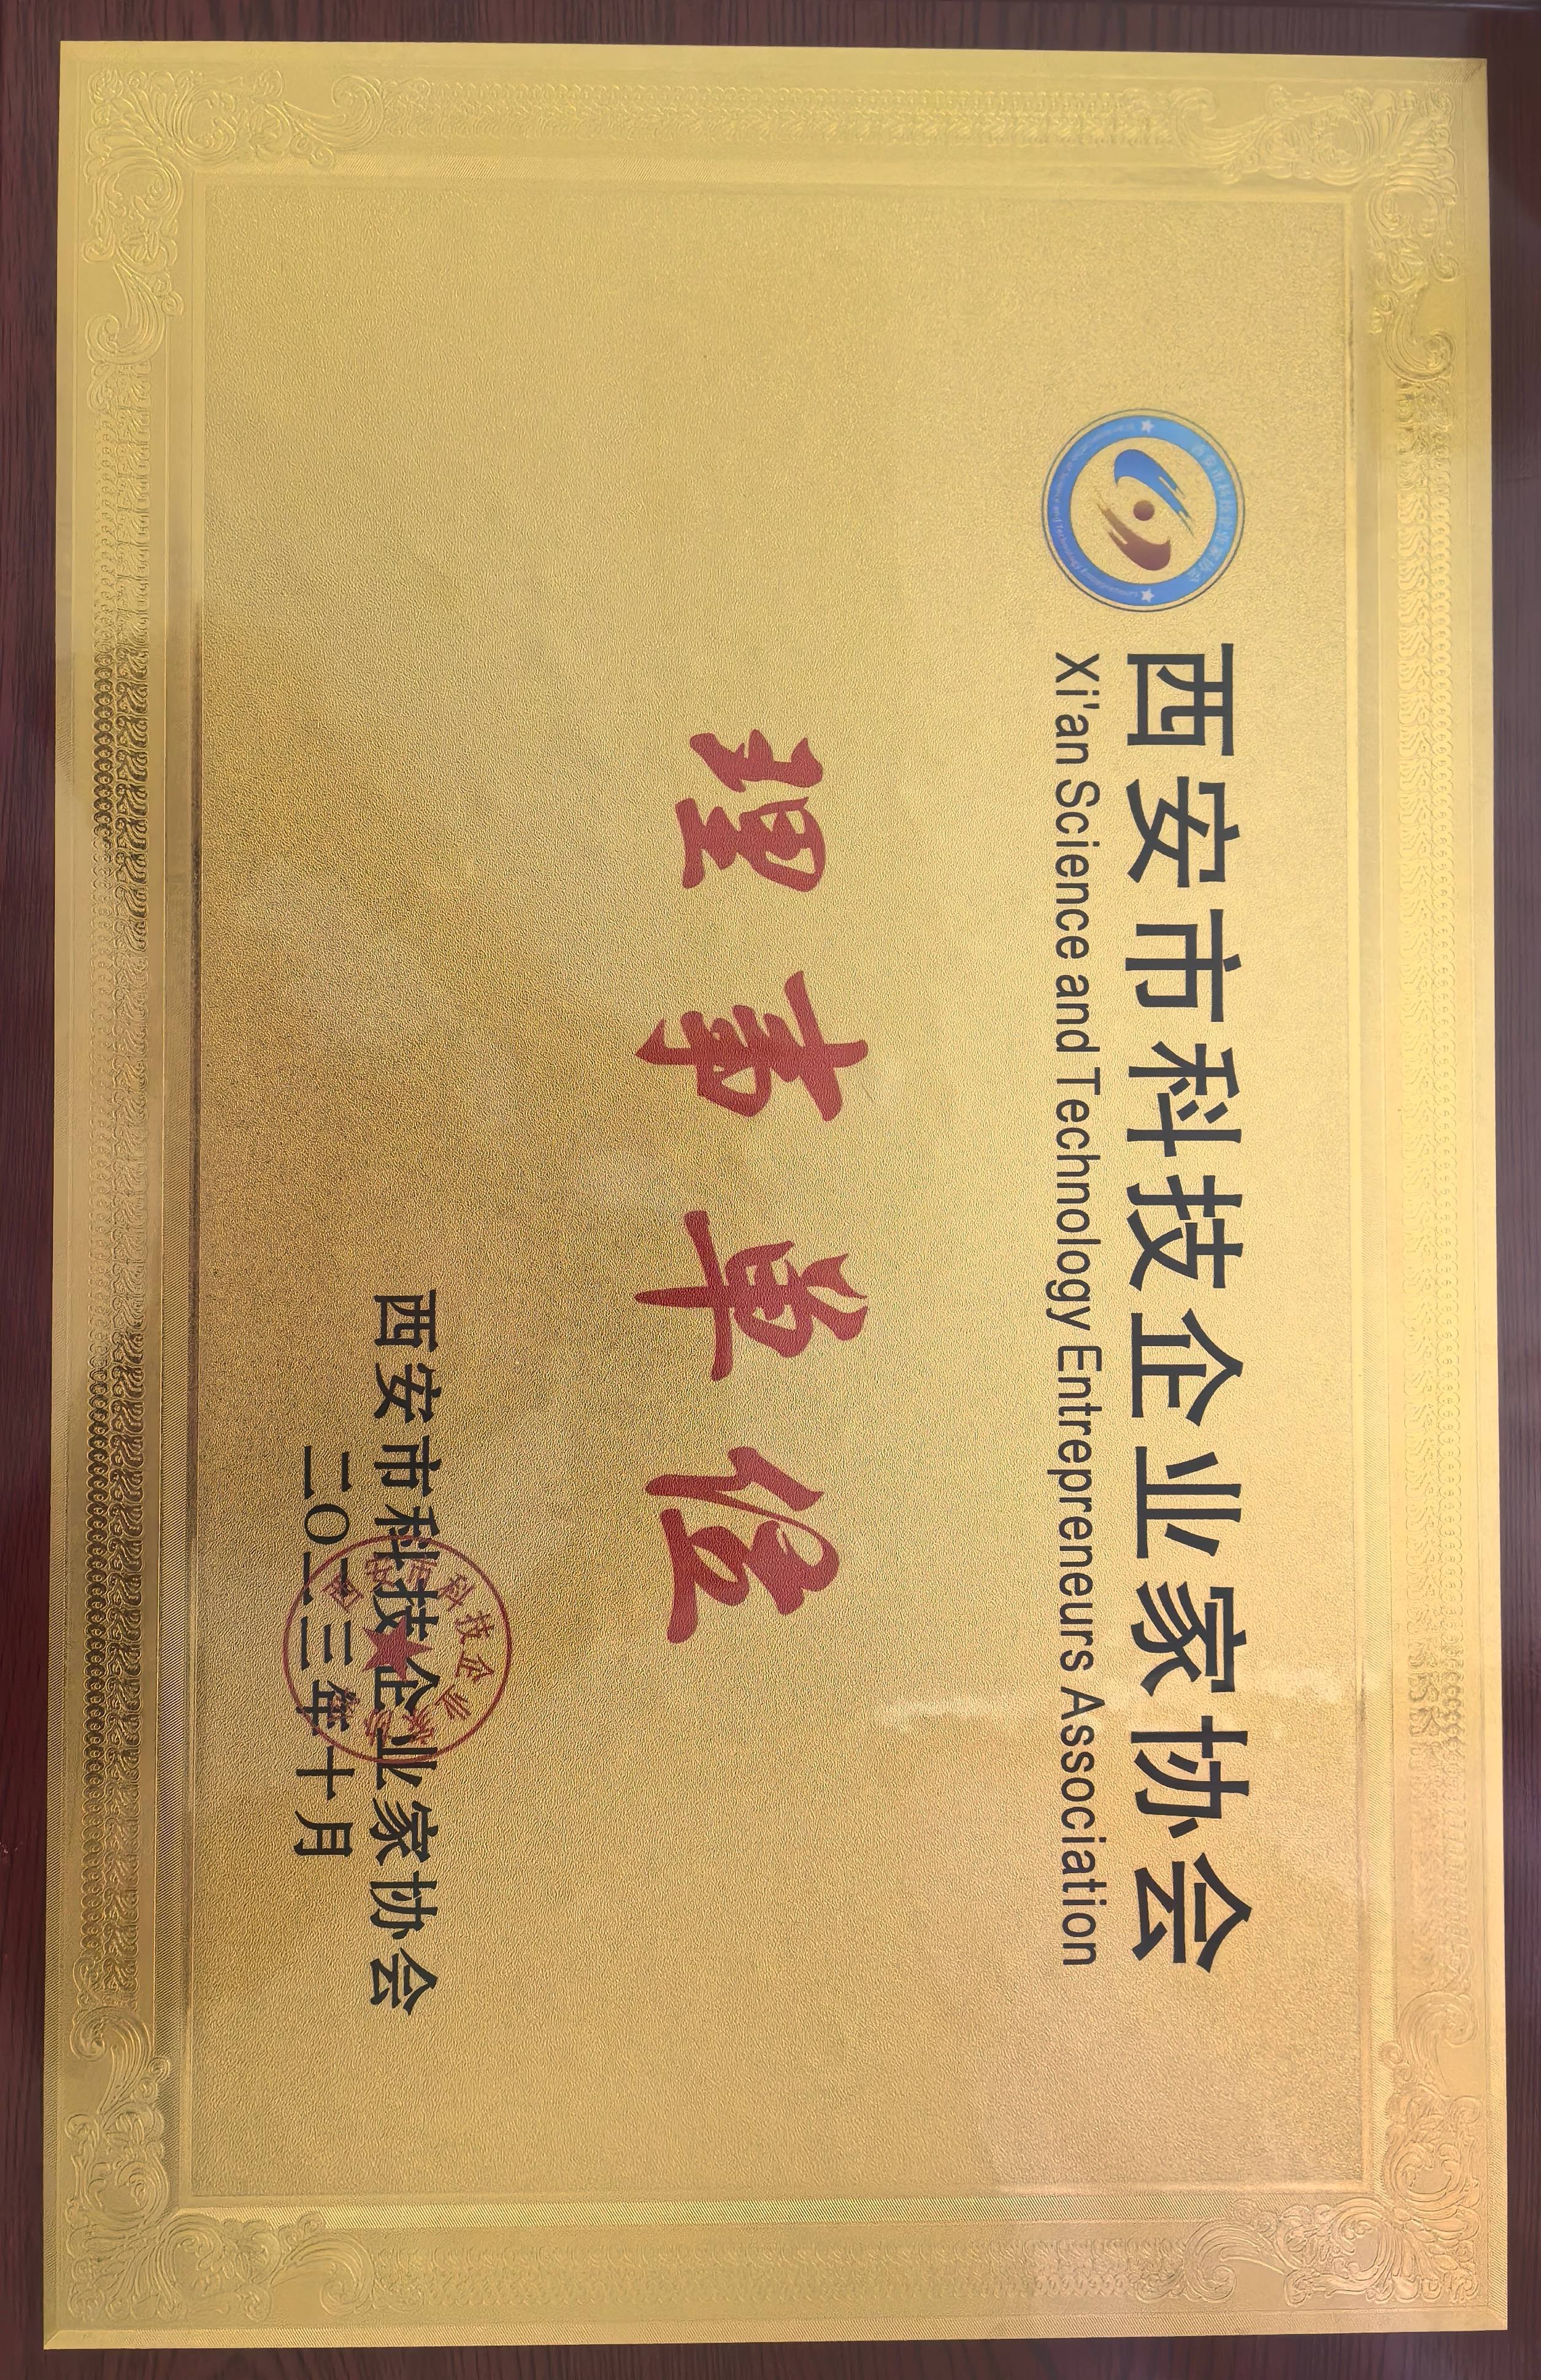 西安市科技企业家协会
Xi'an Science and Technology Entrepreneurs Association
理事单位
西安市科技企业家协会
二〇二三年十月